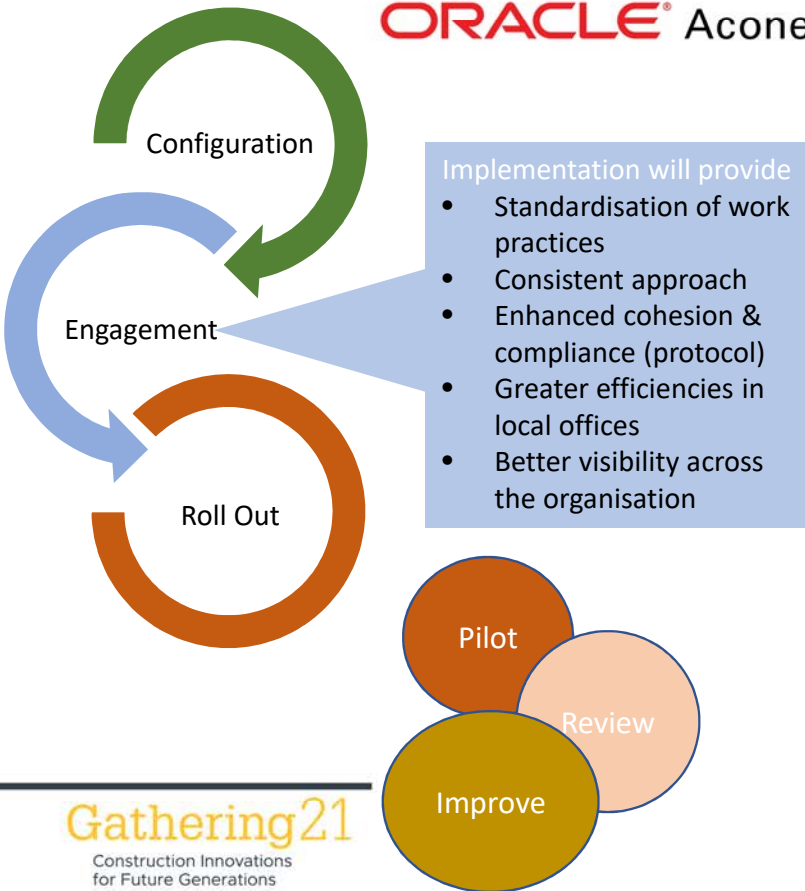 ORACLE® Acone
Configuration
Implementation will provide
• Standardisation of work
practices
• Consistent approach
• Enhanced cohesion &
compliance (protocol)
• Greater efficiencies in
local offices
• Better visibility across
the organisation
Engagement
Roll Out
Pilot
Review
Improve
Gathering21
Construction Innovations
for Future Generations